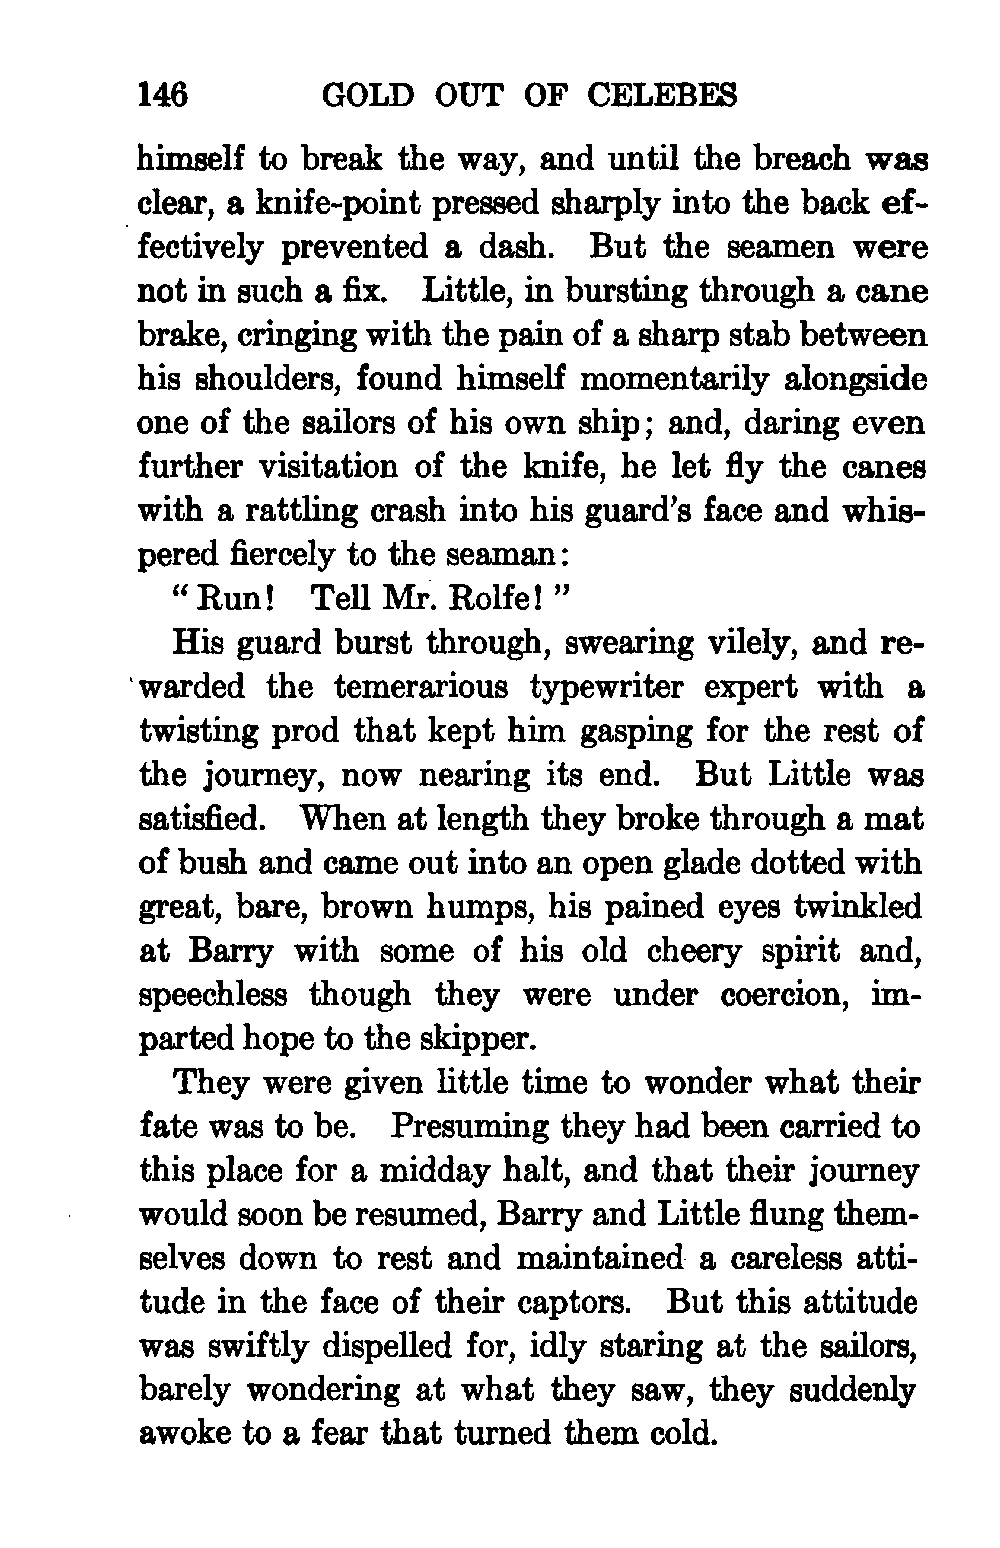 146 GOLD OUT OF CELEBES
himself to break the way, and until the breach was
clear, a knife-point pressed sharply into the back ef-
fectively prevented a dash. But the seamen were
not in such a fix. Little, in bursting through a cane
brake, cringing with the pain of a sharp stab between
his shoulders, found himself momentarily alongside
one of the sailors of his own ship; and, daring even
further visitation of the knife, he let fly the canes
with a rattling crash into his guard's face and whis-
pered fiercely to the seaman:
“ Run! Tell Mr. Rolfe! ”
His guard burst through, swearing vilely, and re-
warded the temerarious typewriter expert with a
twisting prod that kept him gasping for the rest of
the journey, now nearing its end. But Little was
satisfied. When at length they broke through a mat
of bush and came out into an open glade dotted with
great, bare, brown humps, his pained eyes twinkled
at Barry with some of his old cheery spirit and,
speechless though they were under coercion, im-
parted hope to the skipper.
They were given little time to wonder what their
fate was to be. Presuming they had been carried to
this place for a midday halt, and that their journey
would soon be resumed, Barry and Little flung them-
selves down to rest and maintained a careless atti-
tude in the face of their captors. But this attitude
was swiftly dispelled for, idly staring at the sailors,
barely wondering at what they saw, they suddenly
awoke to a fear that turned them cold.